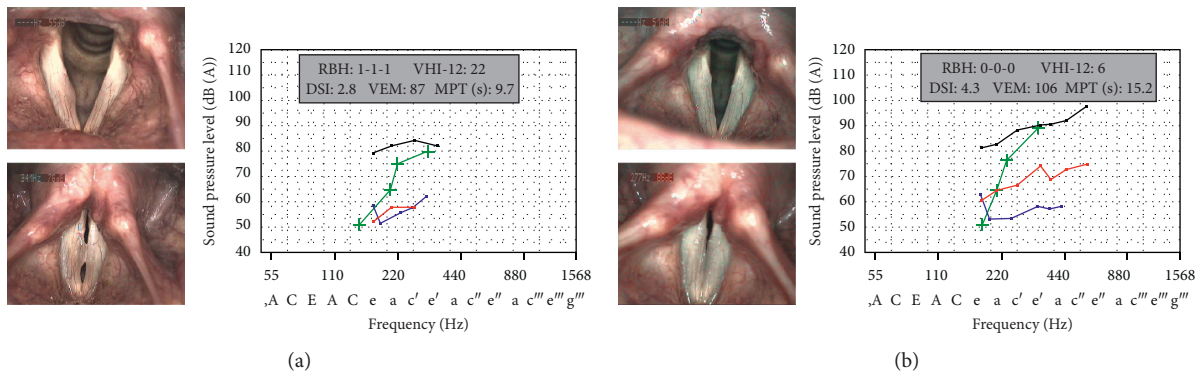 120
110
100
90
80
70
60
50
40
Sound pressure level (dB (A))
RBH: 1-1-1 VHI-12: 22
DSI: 2.8 VEM: 87 MPT (s): 9.7
55 110 220 440 880 1568
,A C E A C e a c′ e′ a c″ e″ a c‴ e‴ g‴
Frequency (Hz)
(a)
120
110
100
90
80
70
60
50
40
Sound pressure level (dB (A))
RBH: 0-0-0 VHI-12: 6
DSI: 4.3 VEM: 106 MPT (s): 15.2
55 110 220 440 880 1568
,A C E A C e a c′ e′ a c″ e″ a c‴ e‴ g‴
Frequency (Hz)
(b)